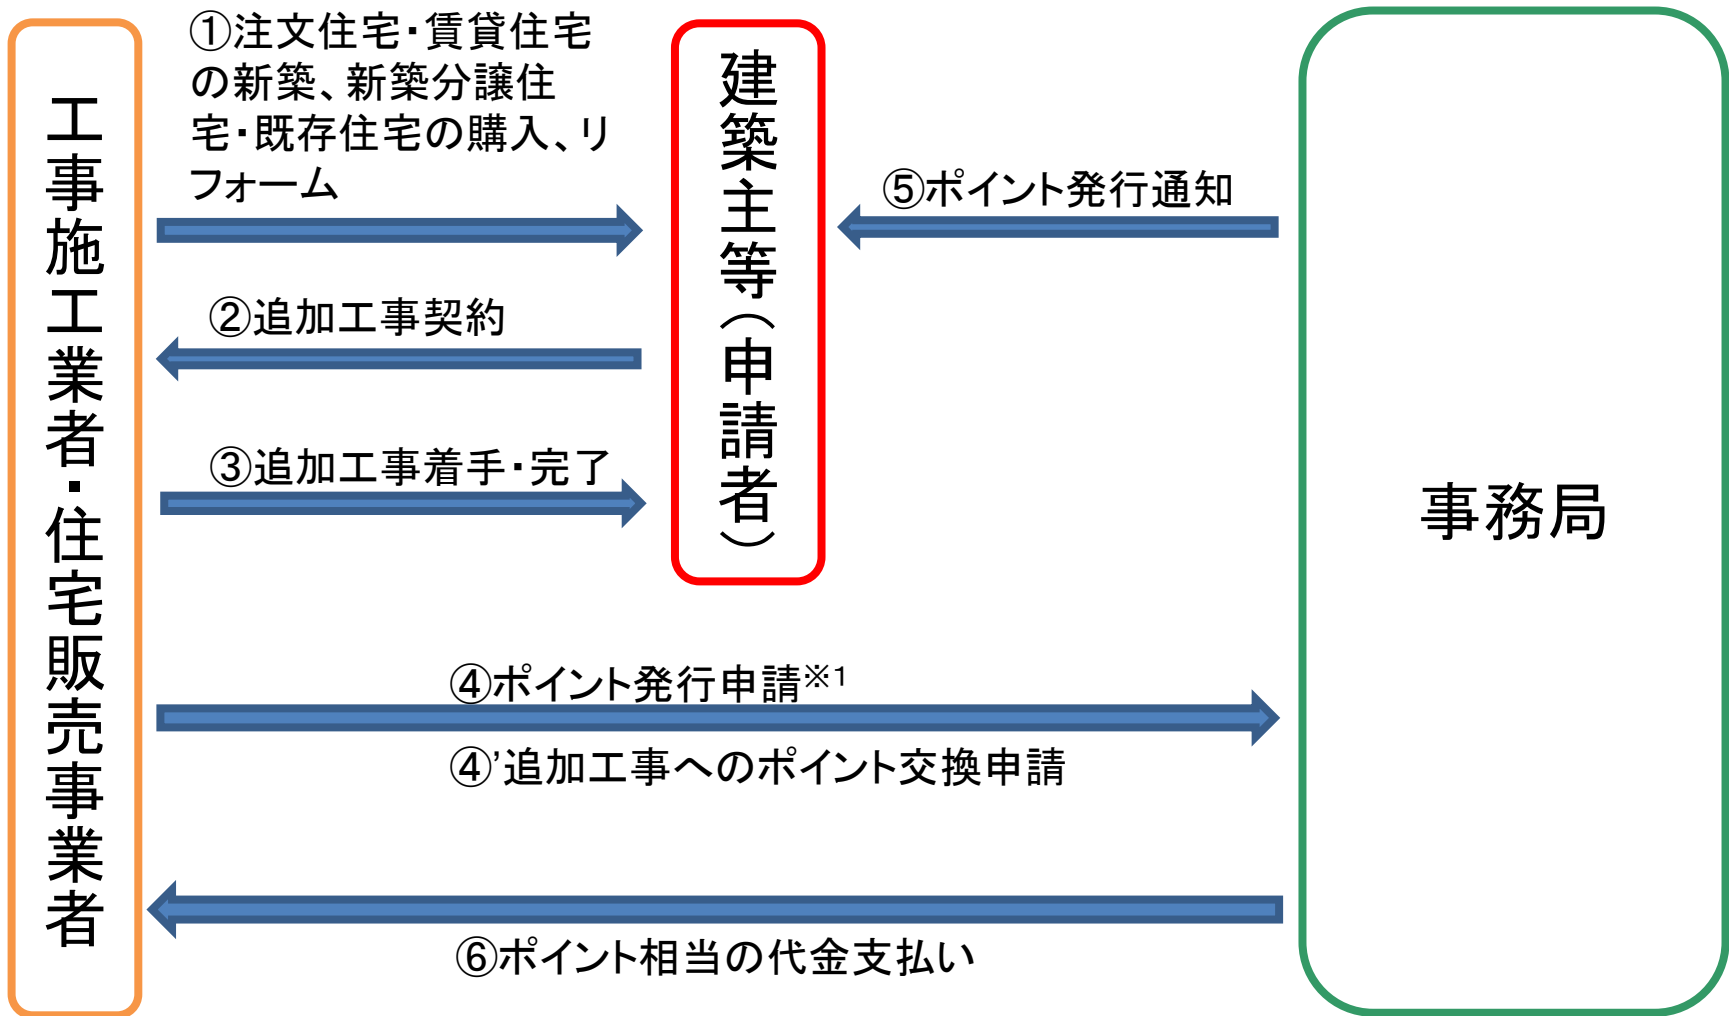 工事施工業者・住宅販売事業者
①注文住宅・賃貸住宅
の新築、新築分譲住
宅・既存住宅の購入、リ
フォーム
②追加工事契約
③追加工事着手・完了
建築主等（申請者）
⑤ポイント発行通知
④ポイント発行申請※1
④'追加工事へのポイント交換申請
⑥ポイント相当の代金支払い
事務局